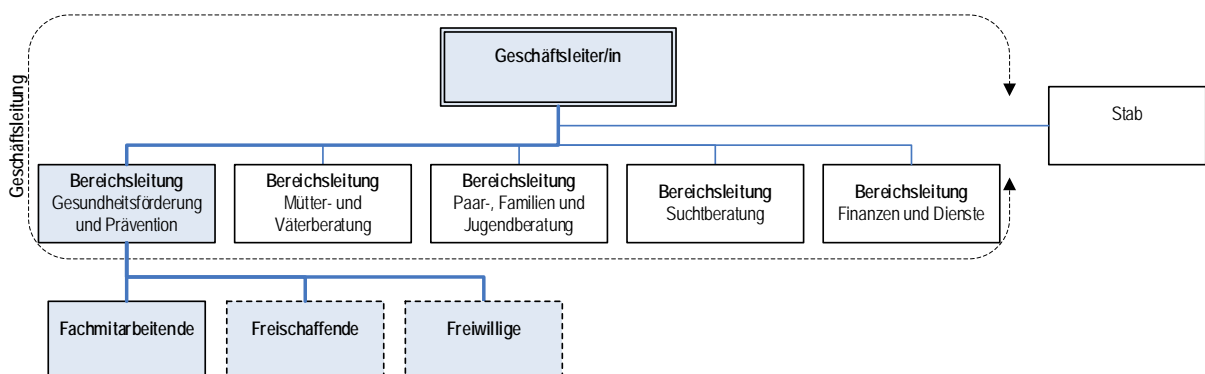 Geschäftsleitung
Geschäftsleiter/in
Stab
Bereichsleitung
Gesundheitsförderung
und Prävention
Bereichsleitung
Mütter- und
Väterberatung
Bereichsleitung
Paar-, Familien und
Jugendberatung
Bereichsleitung
Suchtberatung
Bereichsleitung
Finanzen und Dienste
Fachmitarbeitende
Freischaffende
Freiwillige